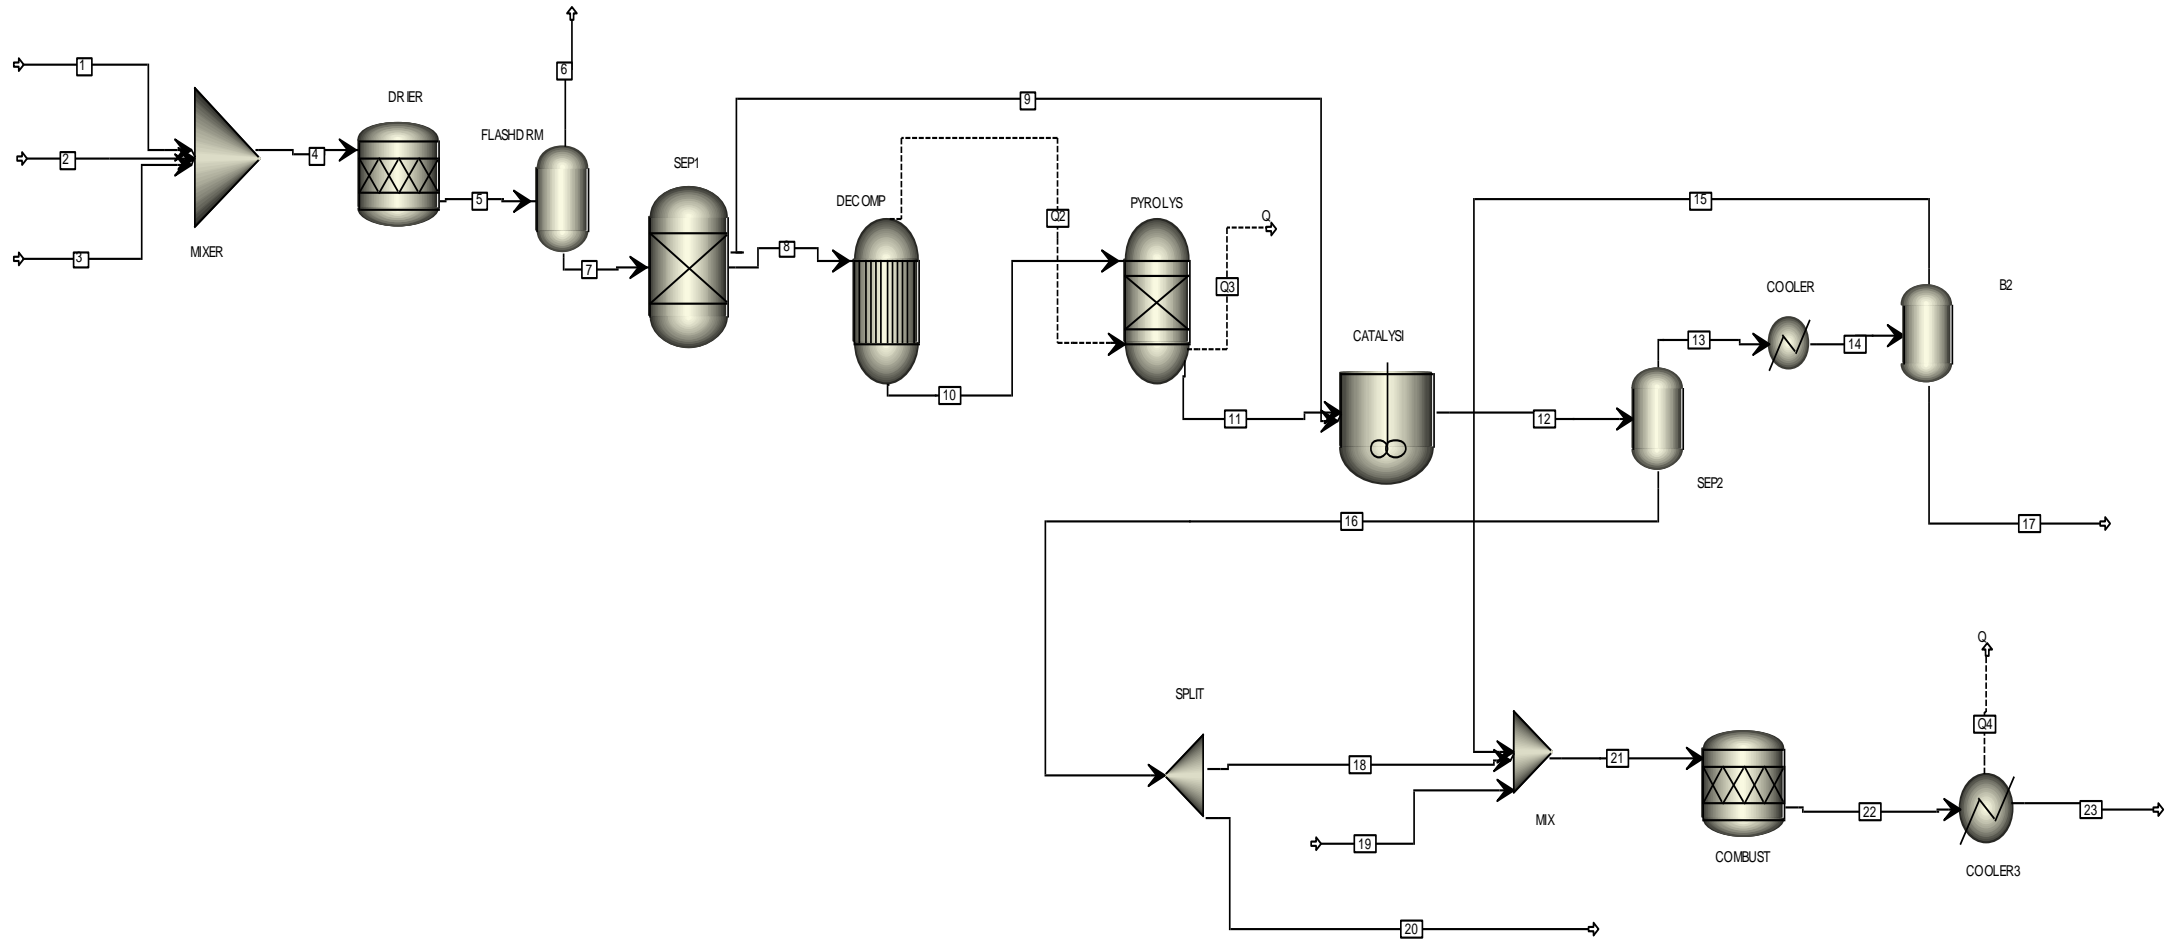 6
1
DRIER
9
FLASHDRM
2
4
SEP1
5
DECOMP
PYROLYS
15
Q2
Q
MIXER
3
8
7
Q3
COOLER
B2
CATALYSI
13
14
10
11
12
SEP2
16
17
Q
SPLIT
Q4
18
21
19
MIX
22
23
COMBUST
COOLER3
20